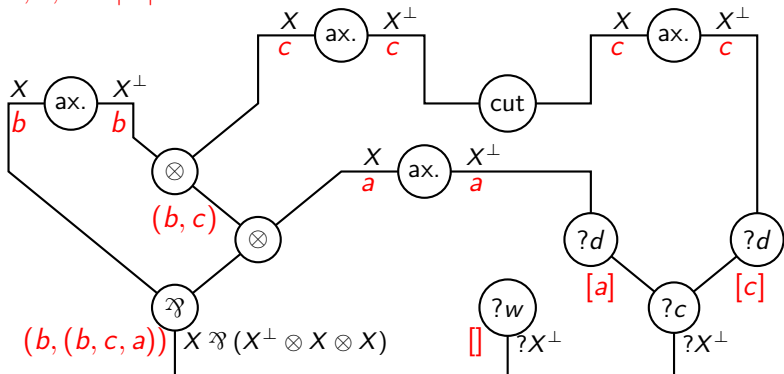 X ax. X⊥ X ax. X⊥
c c c c
X ax. X⊥ cut
b b
⊗ X ax. X⊥
a a
(b, c)
⊗ ?d ?d
[a] [c]
⅋ ?w ?c
(b, (b, c, a)) X ⅋ (X⊥ ⊗ X ⊗ X) [] ?X⊥ ?X⊥